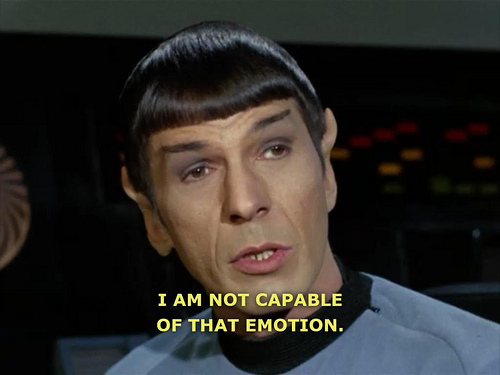 I AM NOT CAPABLE
OF THAT EMOTION.